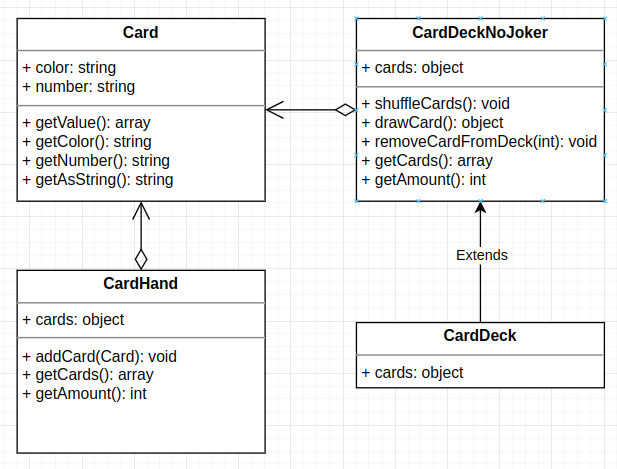 Card
+ color: string
+ number: string
+ getValue(): array
+ getColor(): string
+ getNumber(): string
+ getAsString(): string
CardDeckNoJoker
+ cards: object
+ shuffleCards(): void
+ drawCard(): object
+ removeCardFromDeck(int): void
+ getCards(): array
+ getAmount(): int
Extends
CardHand
+ cards: object
+ addCard(Card): void
+ getCards(): array
+ getAmount(): int
CardDeck
+ cards: object